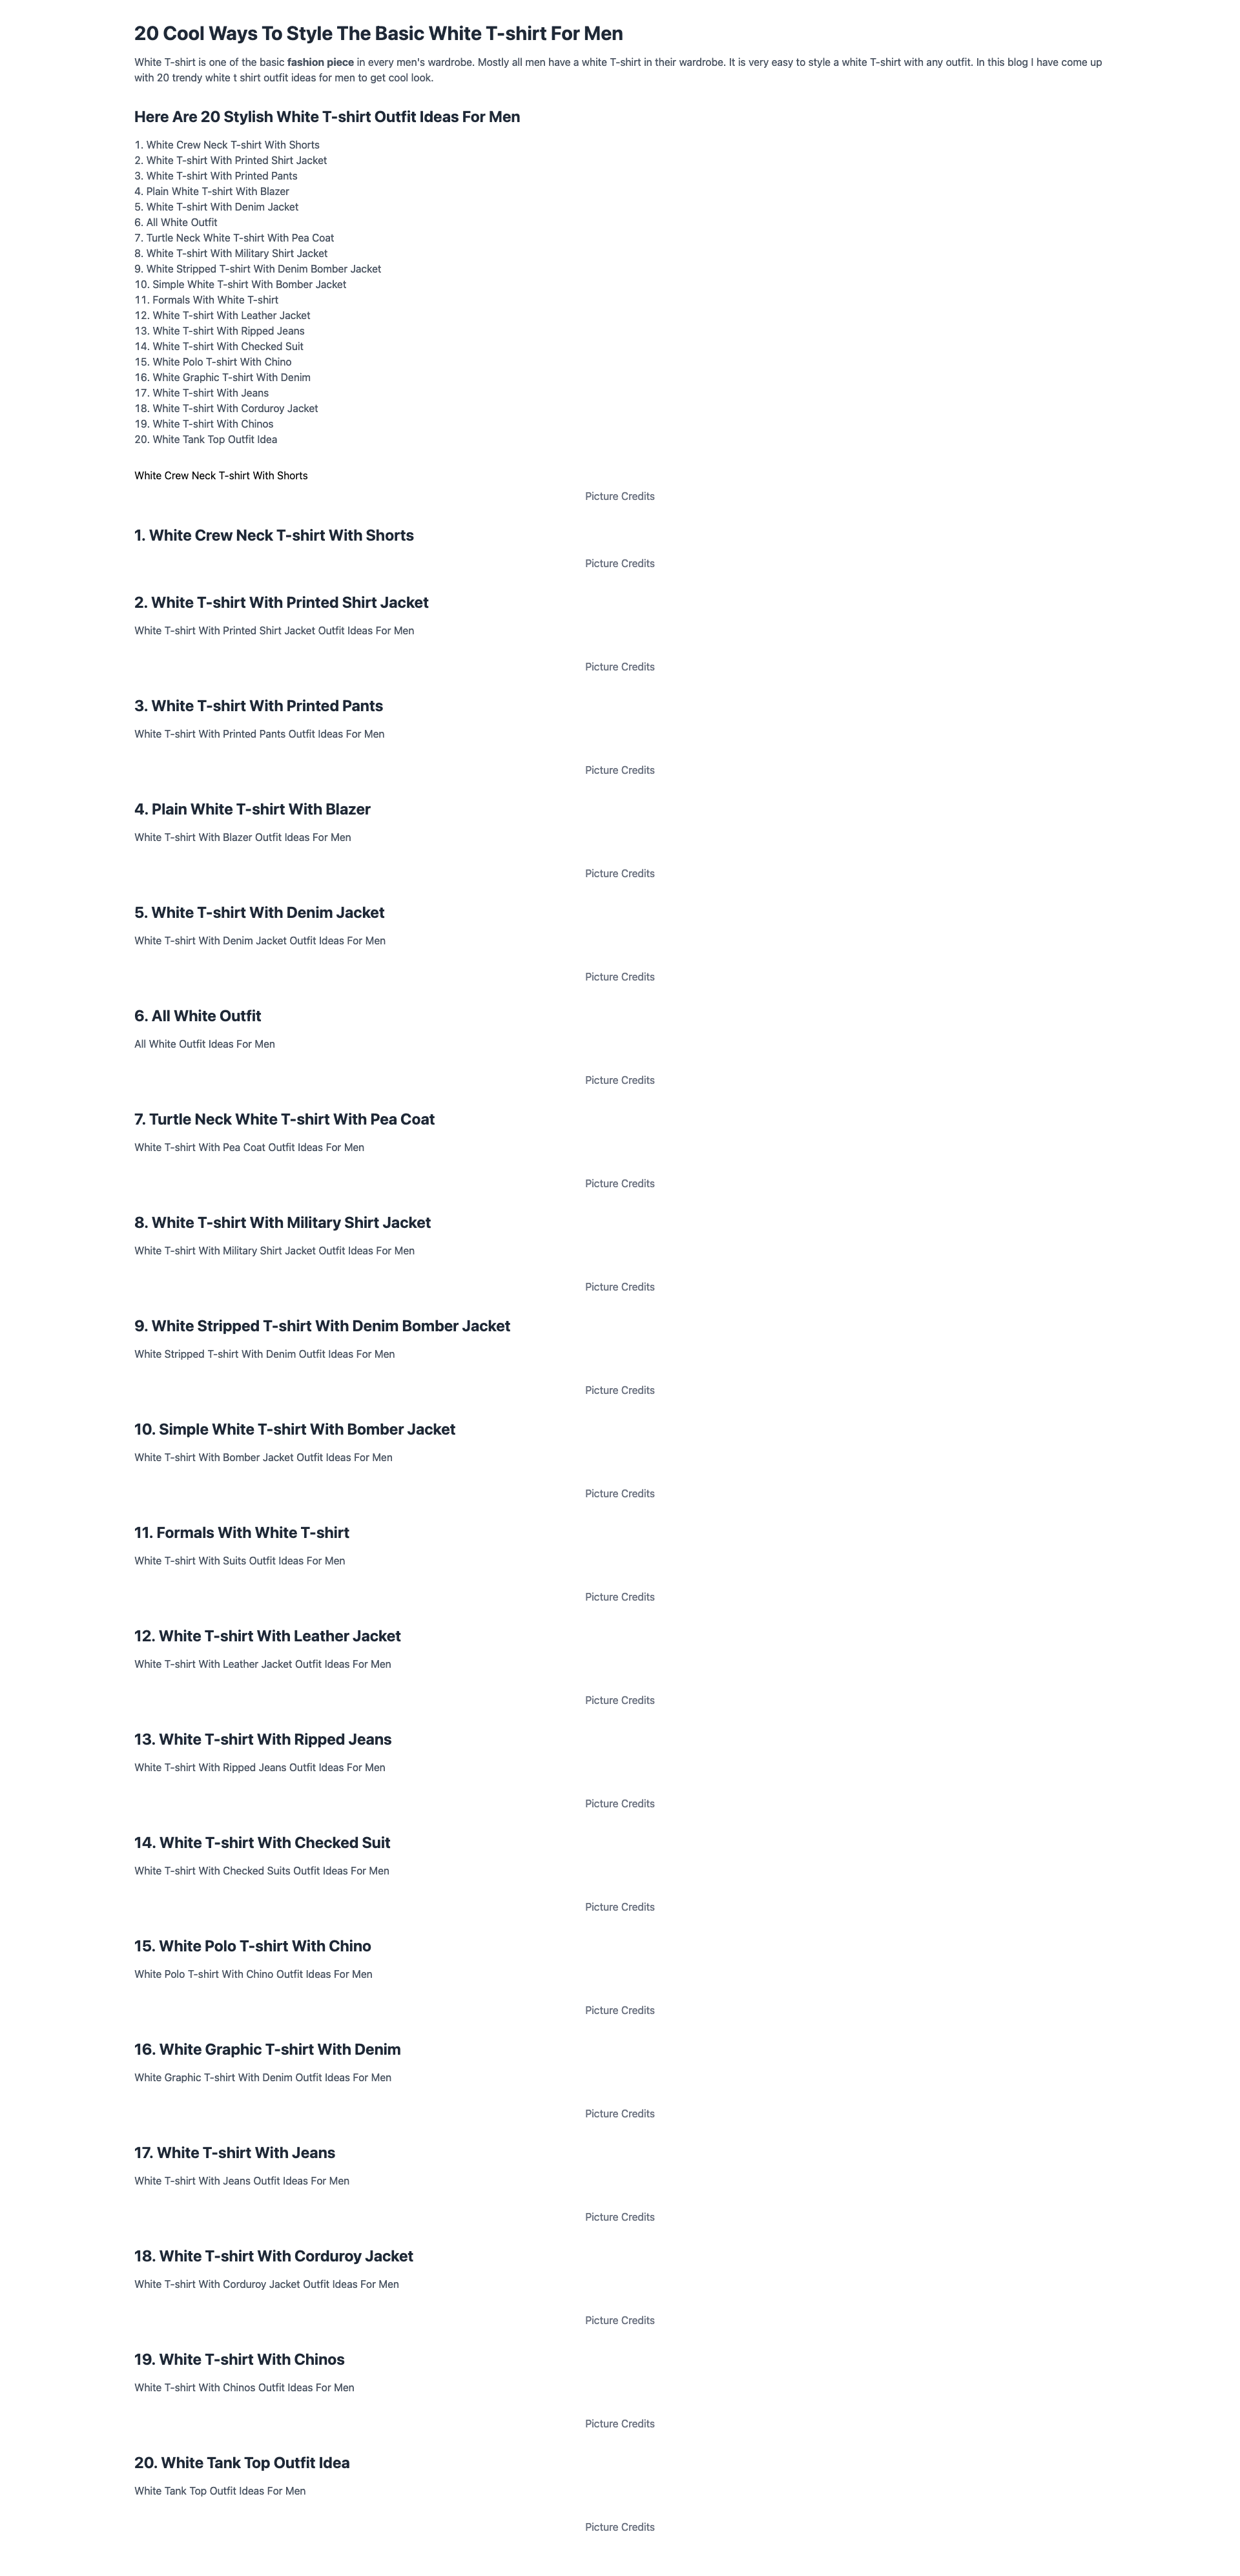 20 Cool Ways To Style The Basic White T-shirt For Men
White T-shirt is one of the basic fashion piece in every men's wardrobe. Mostly all men have a white T-shirt in their wardrobe. It is very easy to style a white T-shirt with any outfit. In this blog I have come up
with 20 trendy white t shirt outfit ideas for men to get cool look.
Here Are 20 Stylish White T-shirt Outfit Ideas For Men
1. White Crew Neck T-shirt With Shorts
2. White T-shirt With Printed Shirt Jacket
3. White T-shirt With Printed Pants
4. Plain White T-shirt With Blazer
5. White T-shirt With Denim Jacket
6. All White Outfit
7. Turtle Neck White T-shirt With Pea Coat
8. White T-shirt With Military Shirt Jacket
9. White Stripped T-shirt With Denim Bomber Jacket
10. Simple White T-shirt With Bomber Jacket
11. Formals With White T-shirt
12. White T-shirt With Leather Jacket
13. White T-shirt With Ripped Jeans
14. White T-shirt With Checked Suit
15. White Polo T-shirt With Chino
16. White Graphic T-shirt With Denim
17. White T-shirt With Jeans
18. White T-shirt With Corduroy Jacket
19. White T-shirt With Chinos
20. White Tank Top Outfit Idea
White Crew Neck T-shirt With Shorts
Picture Credits
1. White Crew Neck T-shirt With Shorts
Picture Credits
2. White T-shirt With Printed Shirt Jacket
White T-shirt With Printed Shirt Jacket Outfit Ideas For Men
Picture Credits
3. White T-shirt With Printed Pants
White T-shirt With Printed Pants Outfit Ideas For Men
Picture Credits
4. Plain White T-shirt With Blazer
White T-shirt With Blazer Outfit Ideas For Men
Picture Credits
5. White T-shirt With Denim Jacket
White T-shirt With Denim Jacket Outfit Ideas For Men
Picture Credits
6. All White Outfit
All White Outfit Ideas For Men
Picture Credits
7. Turtle Neck White T-shirt With Pea Coat
White T-shirt With Pea Coat Outfit Ideas For Men
Picture Credits
8. White T-shirt With Military Shirt Jacket
White T-shirt With Military Shirt Jacket Outfit Ideas For Men
Picture Credits
9. White Stripped T-shirt With Denim Bomber Jacket
White Stripped T-shirt With Denim Outfit Ideas For Men
Picture Credits
10. Simple White T-shirt With Bomber Jacket
White T-shirt With Bomber Jacket Outfit Ideas For Men
Picture Credits
11. Formals With White T-shirt
White T-shirt With Suits Outfit Ideas For Men
Picture Credits
12. White T-shirt With Leather Jacket
White T-shirt With Leather Jacket Outfit Ideas For Men
Picture Credits
13. White T-shirt With Ripped Jeans
White T-shirt With Ripped Jeans Outfit Ideas For Men
Picture Credits
14. White T-shirt With Checked Suit
White T-shirt With Checked Suits Outfit Ideas For Men
Picture Credits
15. White Polo T-shirt With Chino
White Polo T-shirt With Chino Outfit Ideas For Men
Picture Credits
16. White Graphic T-shirt With Denim
White Graphic T-shirt With Denim Outfit Ideas For Men
Picture Credits
17. White T-shirt With Jeans
White T-shirt With Jeans Outfit Ideas For Men
Picture Credits
18. White T-shirt With Corduroy Jacket
White T-shirt With Corduroy Jacket Outfit Ideas For Men
Picture Credits
19. White T-shirt With Chinos
White T-shirt With Chinos Outfit Ideas For Men
Picture Credits
20. White Tank Top Outfit Idea
White Tank Top Outfit Ideas For Men
Picture Credits